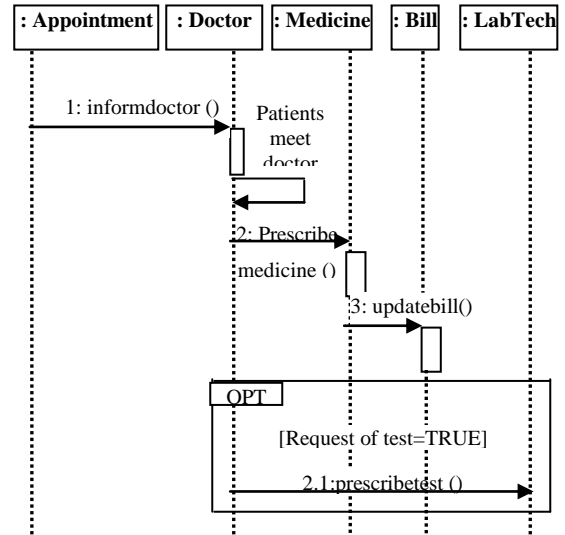 : Appointment : Doctor : Medicine : Bill : LabTech
1: informdoctor ()
Patients
meet
doctor
2: Prescribe
medicine ()
3: updatebill()
OPT
[Request of test=TRUE]
2.1:prescribetest ()